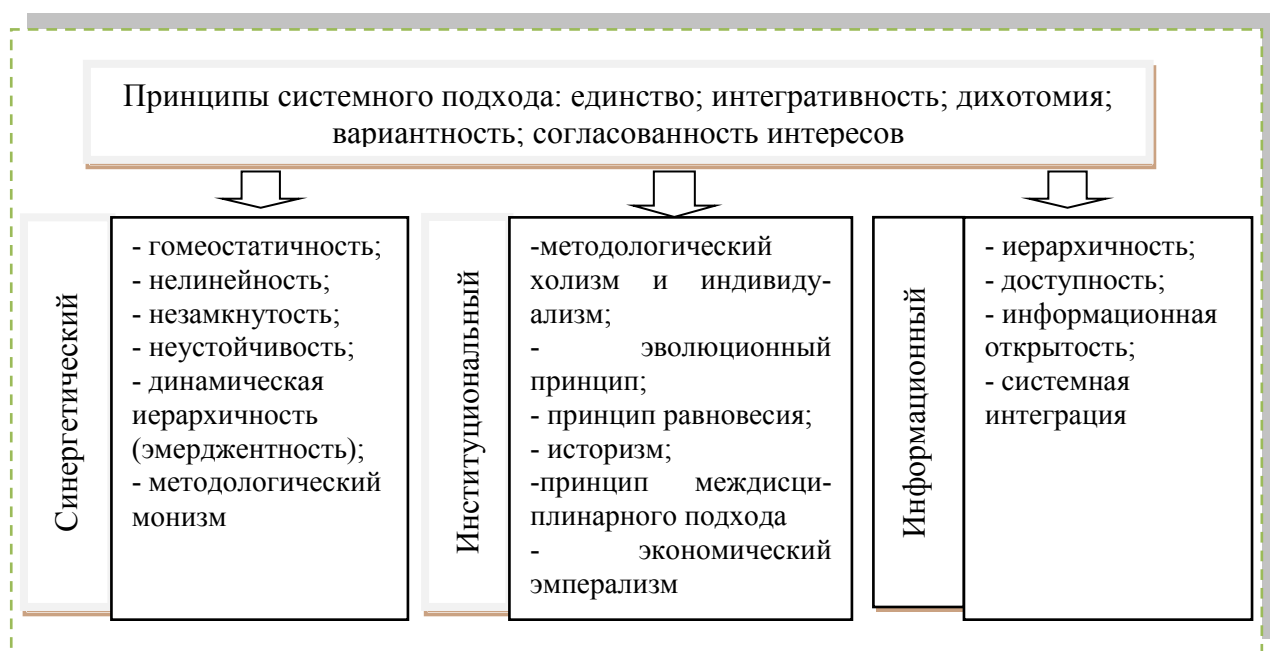 Принципы системного подхода: единство; интегративность; дихотомия;
вариантность; согласованность интересов
Синергетический
- гомеостатичность;
- нелинейность;
- незамкнутость;
- неустойчивость;
- динамическая
иерархичность
(эмерджентность);
- методологический
монизм
Институциональный
-методологический
холизм и индивиду-
ализм;
- эволюционный
принцип;
- принцип равновесия;
- историзм;
-принцип междисци-
плинарного подхода
- экономический
эмперализм
Информационный
- иерархичность;
- доступность;
- информационная
открытость;
- системная
интеграция